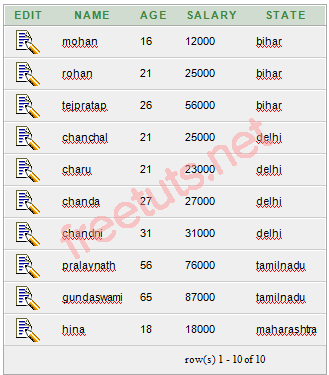 EDIT NAME AGE SALARY STATE
mohan 16 12000 bihar
rohan 21 25000 bihar
tejpratap 26 56000 bihar
chanchal 21 25000 delhi
charu 21 23000 delhi
chanda 27 27000 delhi
chandni 31 31000 delhi
pralavnath 56 76000 tamilnadu
gundaswami 65 87000 tamilnadu
hina 18 18000 maharashtra
row(s) 1 - 10 of 10
freetuts.net